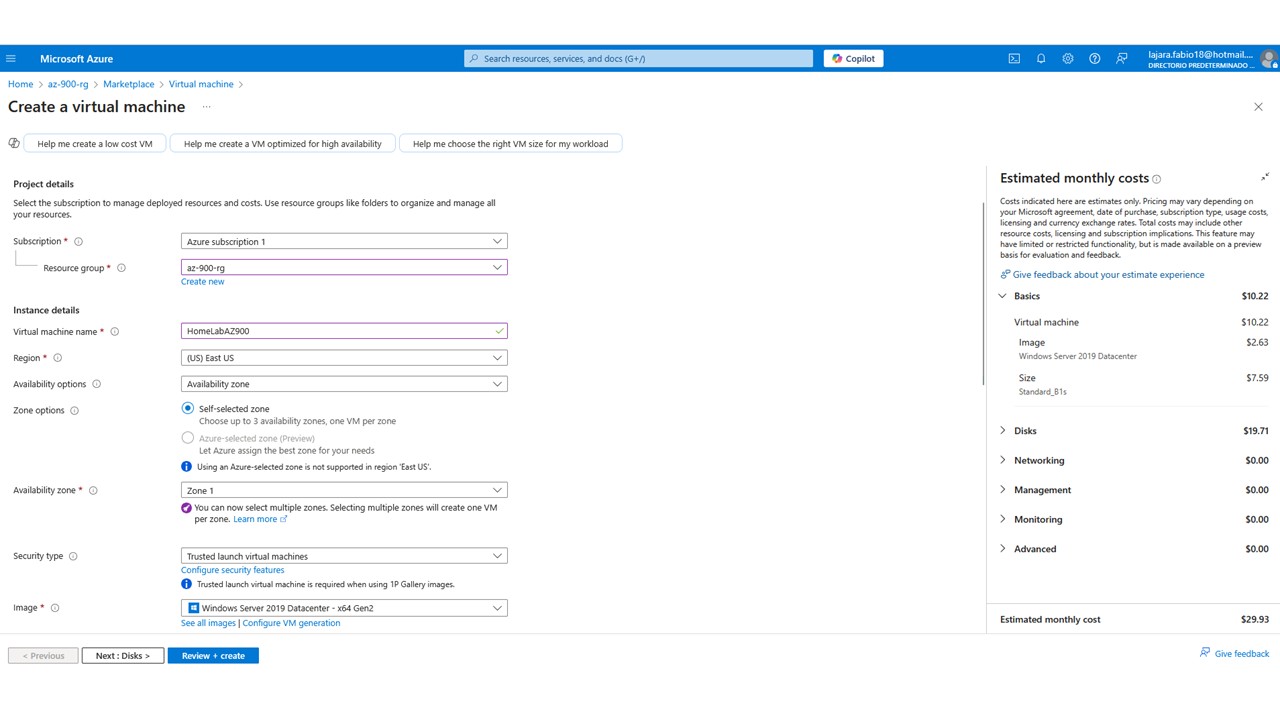 Microsoft Azure
Search resources, services, and docs (G+/)
Copilot
lajara.fabio18@hotmail....
DIRECTORIO PREDETERMINADO ...
Home > az-900-rg > Marketplace > Virtual machine >
Create a virtual machine ...
Help me create a low cost VM
Help me create a VM optimized for high availability
Help me choose the right VM size for my workload
Project details
Select the subscription to manage deployed resources and costs. Use resource groups like folders to organize and manage all
your resources.
Subscription *
Azure subscription 1
Resource group *
az-900-rg
Create new
Instance details
Virtual machine name *
HomeLabAZ900
Region *
(US) East US
Availability options
Availability zone
Zone options
Self-selected zone
Choose up to 3 availability zones, one VM per zone
Azure-selected zone (Preview)
Let Azure assign the best zone for your needs
Using an Azure-selected zone is not supported in region 'East US'.
Availability zone *
Zone 1
You can now select multiple zones. Selecting multiple zones will create one VM
per zone. Learn more
Security type
Trusted launch virtual machines
Configure security features
Trusted launch virtual machine is required when using 1P Gallery images.
Image *
Windows Server 2019 Datacenter - x64 Gen2
See all images | Configure VM generation
< Previous
Next : Disks >
Review + create
Estimated monthly costs
Costs indicated here are estimates only. Pricing may vary depending on
your Microsoft agreement, date of purchase, subscription type, usage costs,
licensing and currency exchange rates. Total costs may include other
resource costs, licensing and subscription implications. This feature may
have limited or restricted functionality, but is made available on a preview
basis for evaluation and feedback.
Give feedback about your estimate experience
Basics $10.22
Virtual machine $10.22
Image $2.63
Windows Server 2019 Datacenter
Size $7.59
Standard_B1s
Disks $19.71
Networking $0.00
Management $0.00
Monitoring $0.00
Advanced $0.00
Estimated monthly cost $29.93
Give feedback